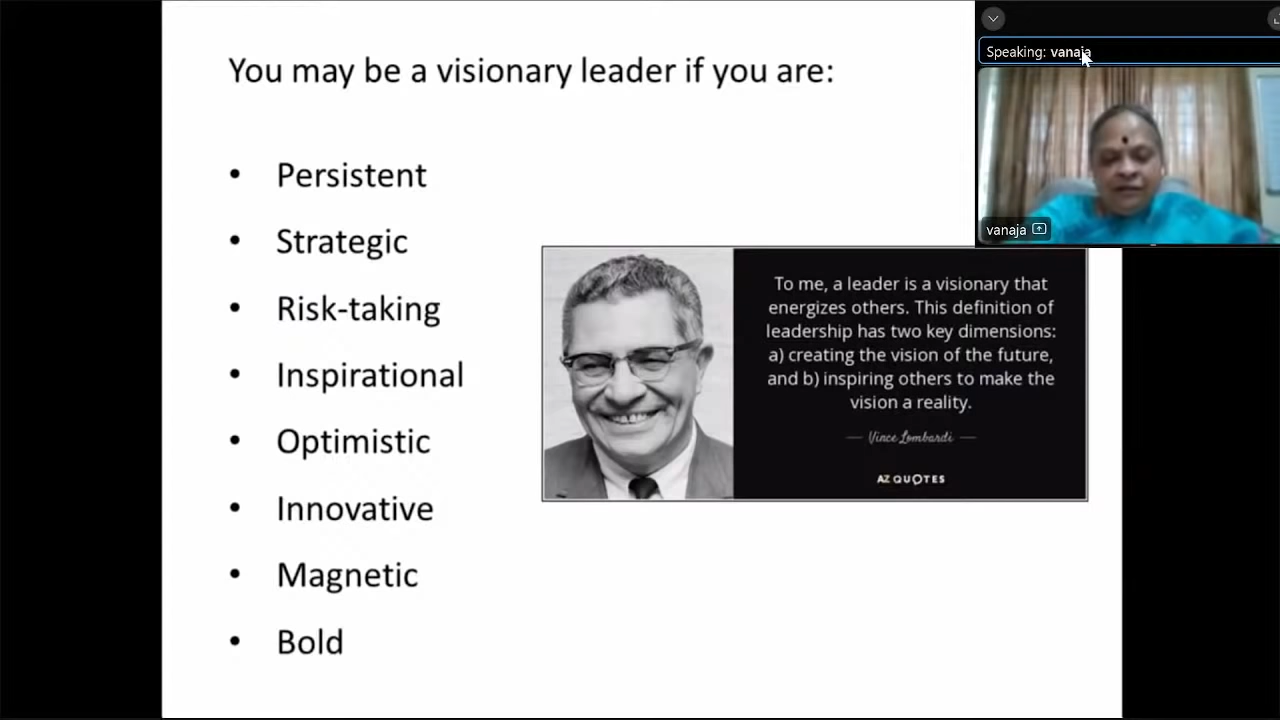 You may be a visionary leader if you are:
Speaking: vanaja
vanaja
• Persistent
• Strategic
• Risk-taking
• Inspirational
• Optimistic
• Innovative
• Magnetic
• Bold
To me, a leader is a visionary that
energizes others. This definition of
leadership has two key dimensions:
a) creating the vision of the future,
and b) inspiring others to make the
vision a reality.
— Vince Lombardi —
AZ QUOTES